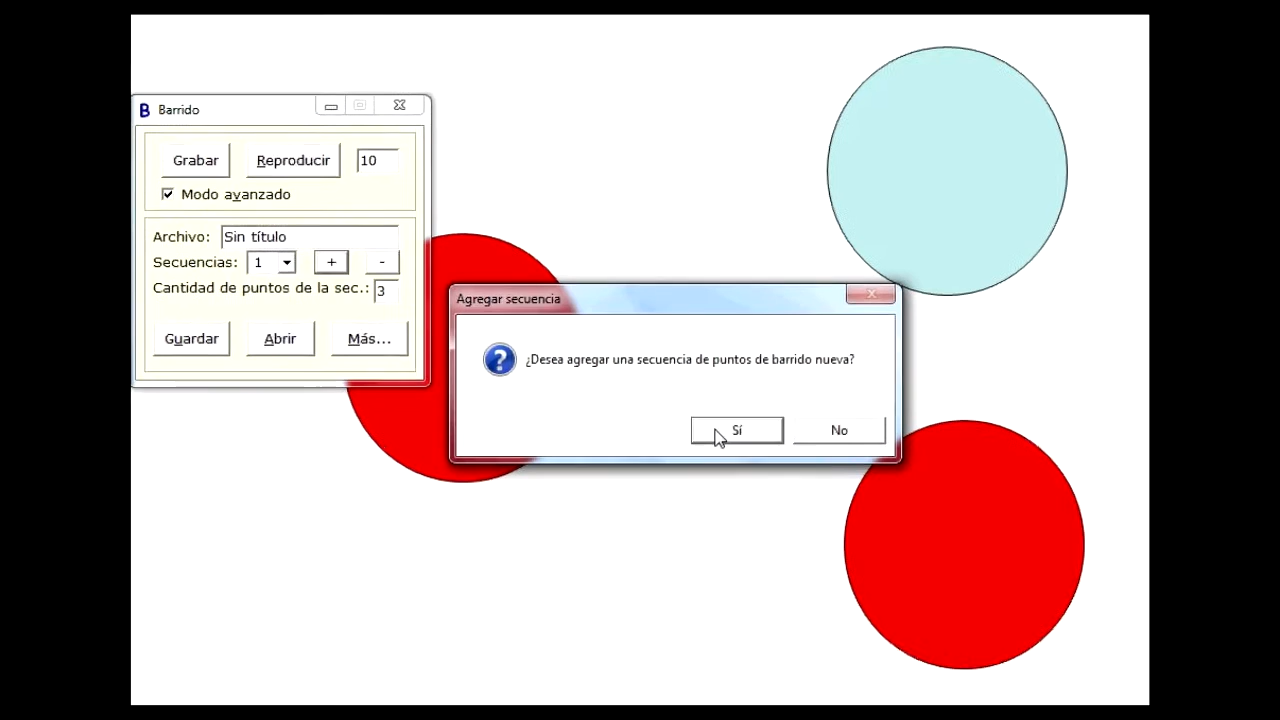 B Barrido
Grabar Reproducir 10
Modo avanzado
Archivo: Sin título
Secuencias: 1 + -
Cantidad de puntos de la sec.: 3
Guardar Abrir Más...
Agregar secuencia
¿Desea agregar una secuencia de puntos de barrido nueva?
Sí No